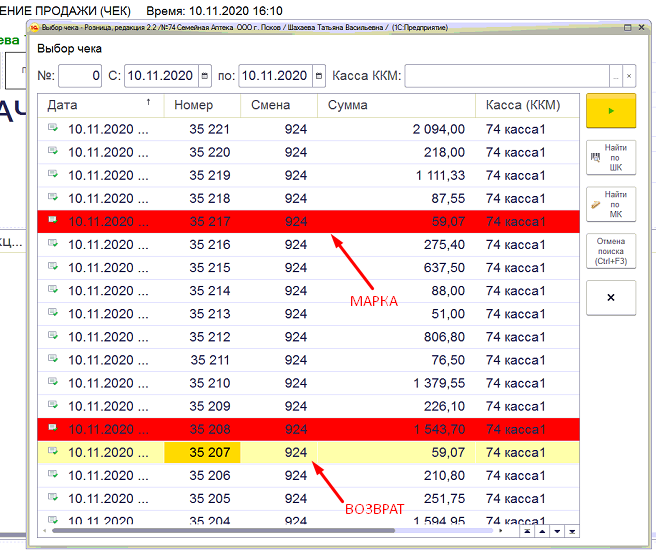 ЕНИЕ ПРОДАЖИ (ЧЕК) Время: 10.11.2020 16:10
Выбор чека - Розница, редакция 2.2 /№74 Семейная Аптека ООО г. Псков / Шахаева Татьяна Васильевна / (1С:Предприятие)
Выбор чека
№: 0 С: 10.11.2020 по: 10.11.2020 Касса ККМ:
Дата ↑ Номер Смена Сумма Касса (ККМ)
10.11.2020 ... 35 221 924 2 094,00 74 касса1
10.11.2020 ... 35 220 924 218,00 74 касса1
10.11.2020 ... 35 219 924 1 111,33 74 касса1
10.11.2020 ... 35 218 924 87,55 74 касса1
10.11.2020 ... 35 217 924 59,07 74 касса1
10.11.2020 ... 35 216 924 275,40 74 касса1
10.11.2020 ... 35 215 924 637,50 74 касса1
10.11.2020 ... 35 214 924 88,00 74 касса1
МАРКА
10.11.2020 ... 35 213 924 51,00 74 касса1
10.11.2020 ... 35 212 924 806,80 74 касса1
10.11.2020 ... 35 211 924 76,50 74 касса1
10.11.2020 ... 35 210 924 1 379,55 74 касса1
10.11.2020 ... 35 209 924 226,10 74 касса1
10.11.2020 ... 35 208 924 1 543,70 74 касса1
10.11.2020 ... 35 207 924 59,07 74 касса1
10.11.2020 ... 35 206 924 210,80 74 касса1
10.11.2020 ... 35 205 924 251,75 74 касса1
ВОЗВРАТ
10.11.2020 ... 35 204 924 1 594,95 74 касса1
Найти
по
ШК
Найти
по
МК
Отмена
поиска
(Ctrl+F3)